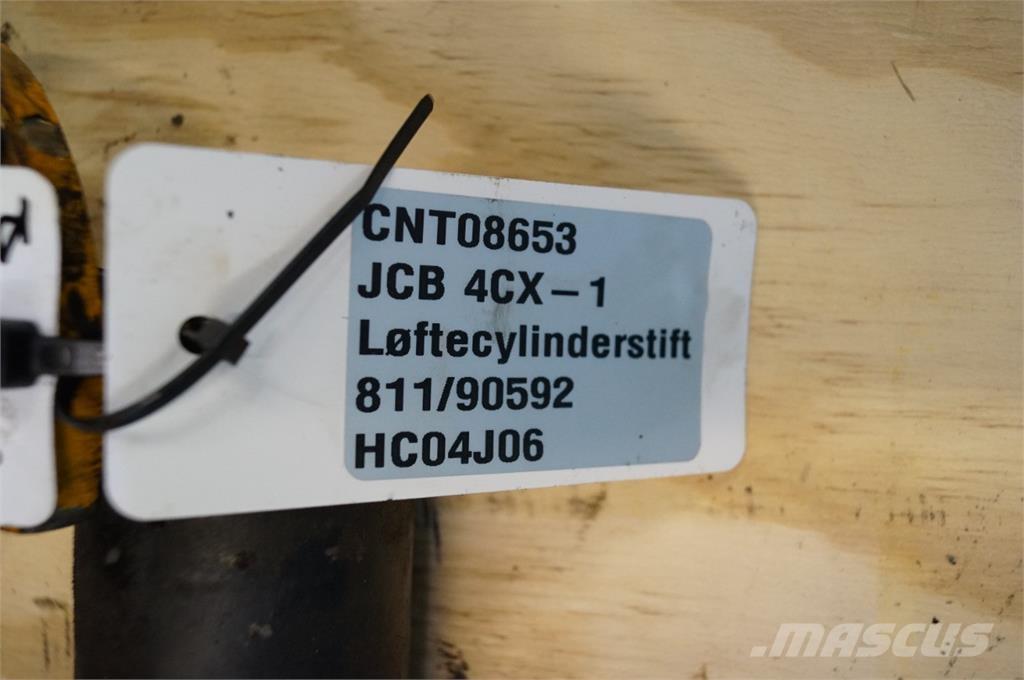 CNT08653
JCB 4CX – 1
Løftecylinderstift
811/90592
HC04J06
MASCUS